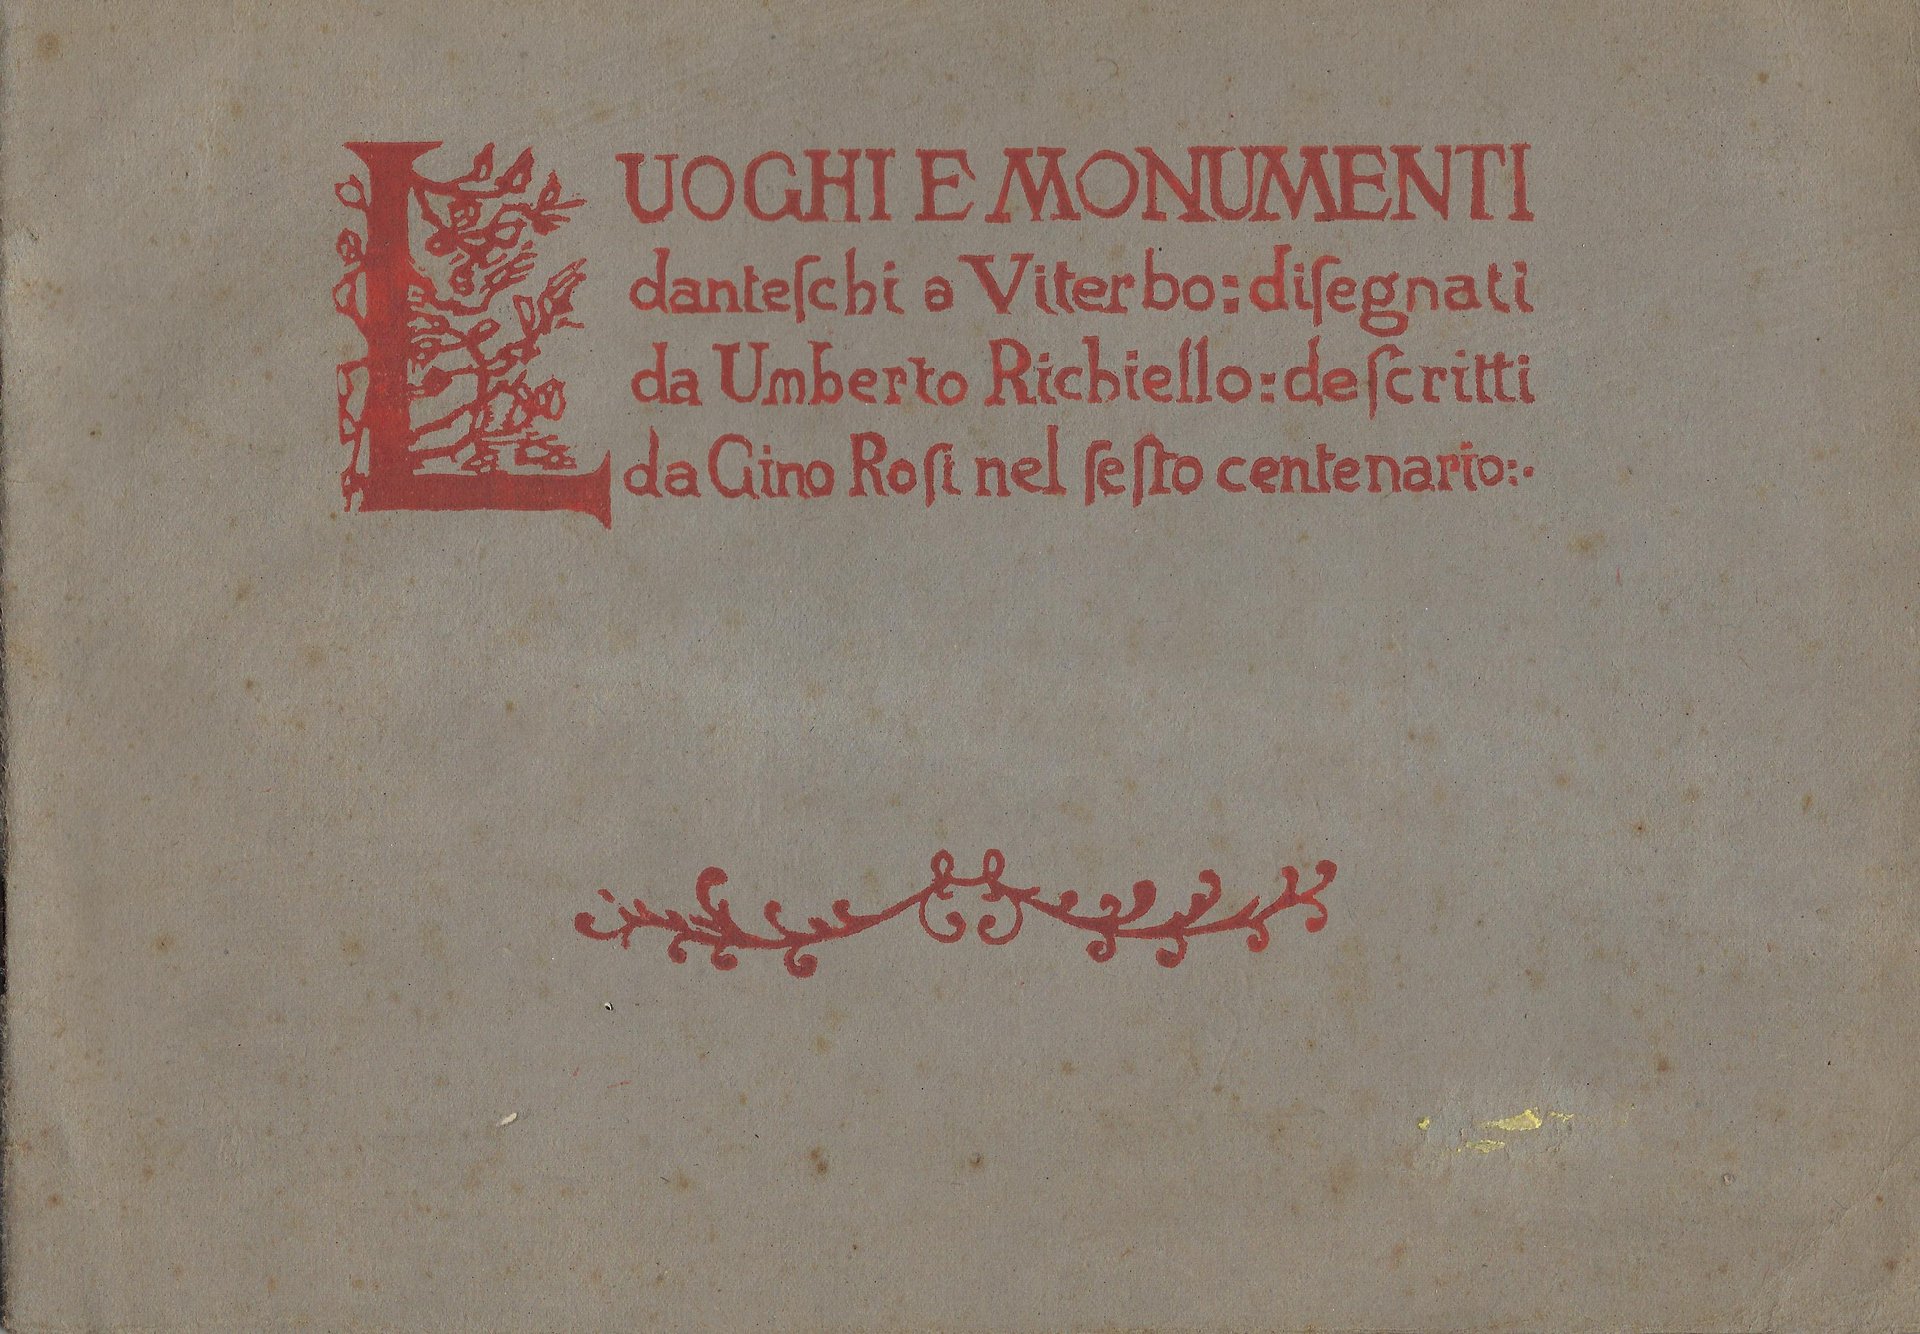 LUOGHI E MONUMENTI
danteſchi a Viterbo: diſegnati
da Umberto Richiello: deſcritti
da Gino Roſi nel ſeſto centenario:·